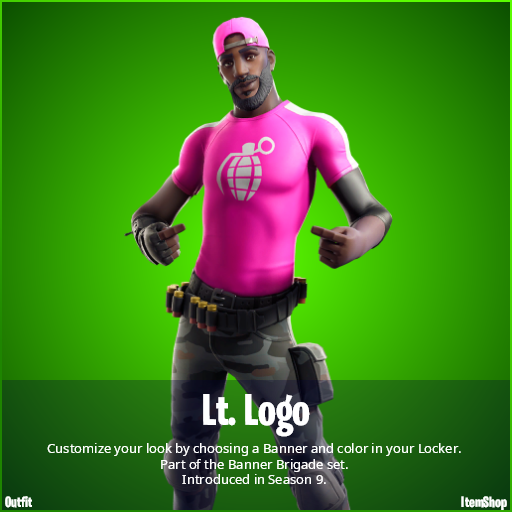 Lt. Logo
Customize your look by choosing a Banner and color in your Locker.
Part of the Banner Brigade set.
Introduced in Season 9.
Outfit
ItemShop